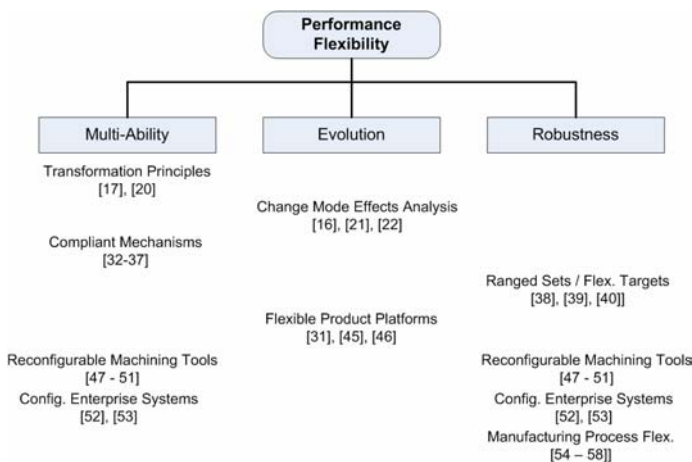 Performance
Flexibility
Multi-Ability
Evolution
Robustness
Transformation Principles
[17], [20]
Change Mode Effects Analysis
[16], [21], [22]
Compliant Mechanisms
[32-37]
Ranged Sets / Flex. Targets
[38], [39], [40]]
Flexible Product Platforms
[31], [45], [46]
Reconfigurable Machining Tools
[47 - 51]
Config. Enterprise Systems
[52], [53]
Reconfigurable Machining Tools
[47 - 51]
Config. Enterprise Systems
[52], [53]
Manufacturing Process Flex.
[54 – 58]]